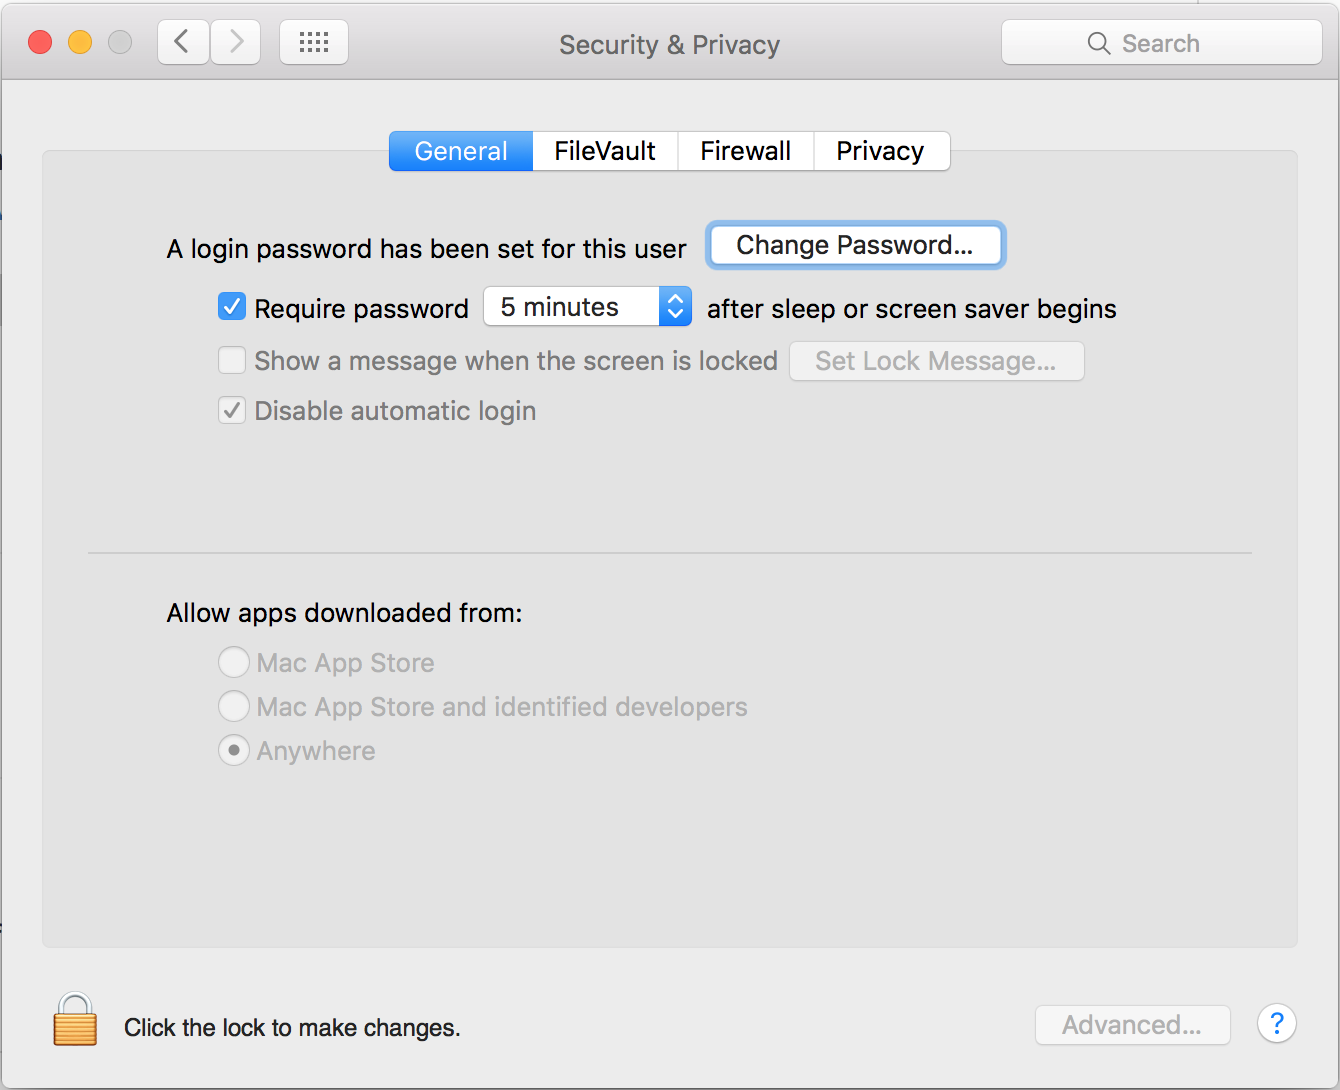 Security & Privacy
Search
General FileVault Firewall Privacy
A login password has been set for this user Change Password...
Require password 5 minutes after sleep or screen saver begins
Show a message when the screen is locked Set Lock Message...
Disable automatic login
Allow apps downloaded from:
Mac App Store
Mac App Store and identified developers
Anywhere
Click the lock to make changes.
Advanced... ?